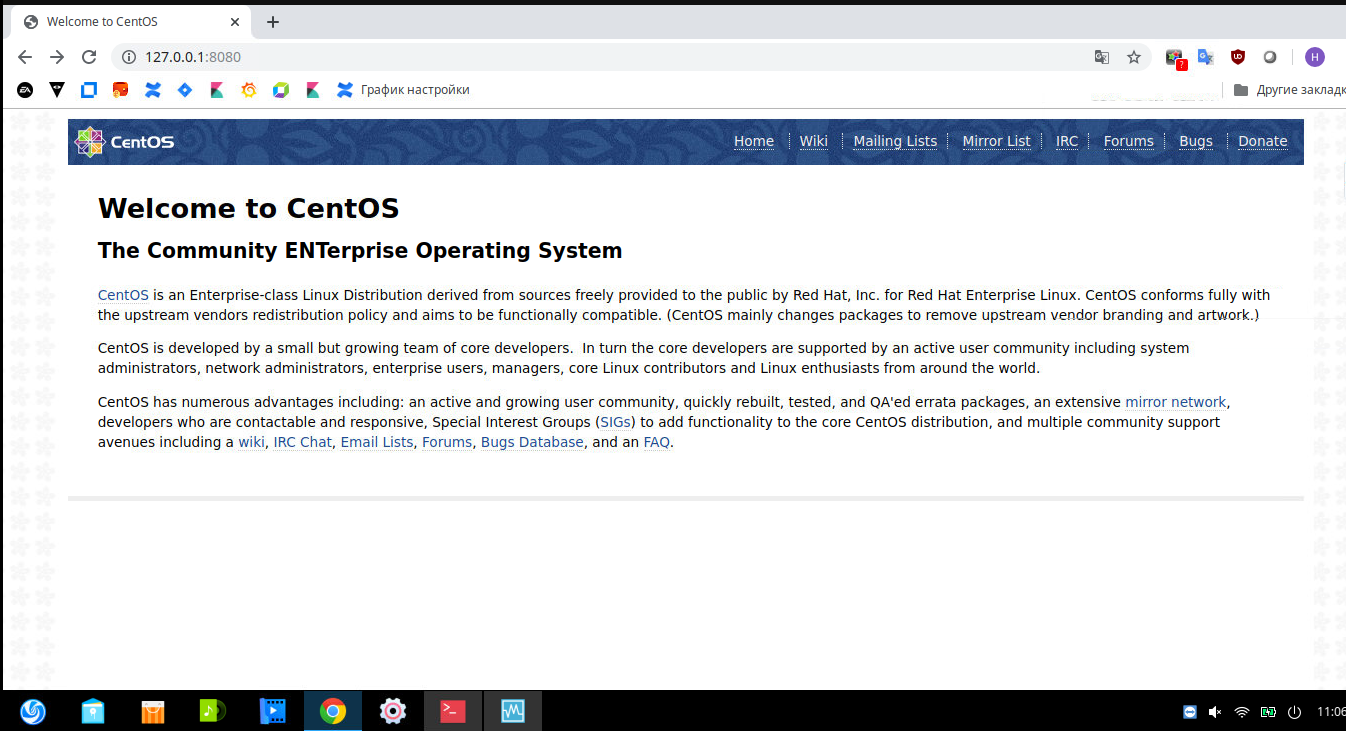 Welcome to CentOS
127.0.0.1:8080
H
?
График настройки
Другие заклад
CentOS
Home
Wiki
Mailing Lists
Mirror List
IRC
Forums
Bugs
Donate
Welcome to CentOS
The Community ENTerprise Operating System
CentOS is an Enterprise-class Linux Distribution derived from sources freely provided to the public by Red Hat, Inc. for Red Hat Enterprise Linux. CentOS conforms fully with
the upstream vendors redistribution policy and aims to be functionally compatible. (CentOS mainly changes packages to remove upstream vendor branding and artwork.)
CentOS is developed by a small but growing team of core developers.  In turn the core developers are supported by an active user community including system
administrators, network administrators, enterprise users, managers, core Linux contributors and Linux enthusiasts from around the world.
CentOS has numerous advantages including: an active and growing user community, quickly rebuilt, tested, and QA'ed errata packages, an extensive mirror network,
developers who are contactable and responsive, Special Interest Groups (SIGs) to add functionality to the core CentOS distribution, and multiple community support
avenues including a wiki, IRC Chat, Email Lists, Forums, Bugs Database, and an FAQ.
11:06